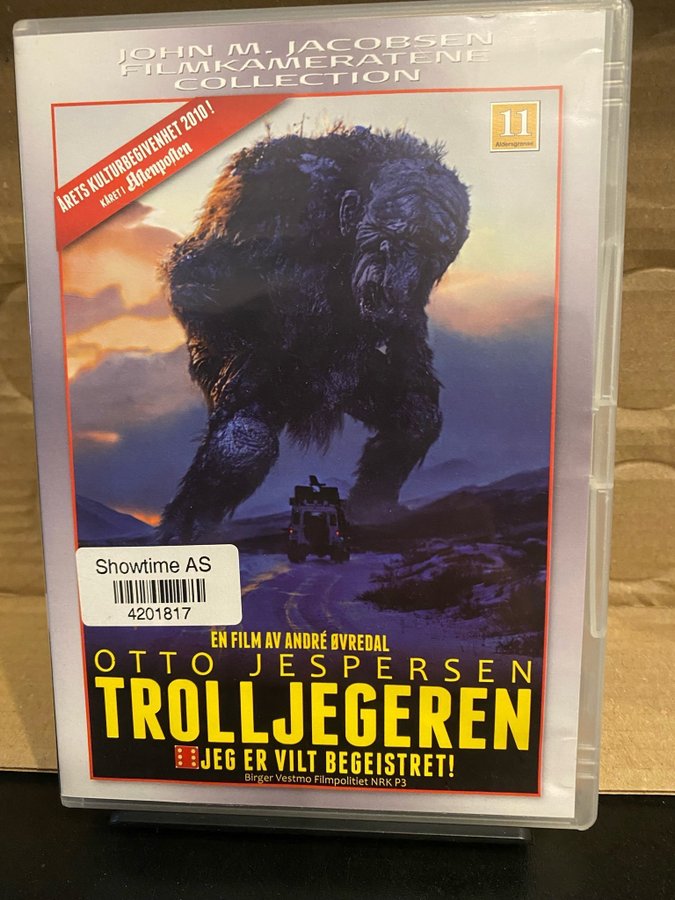 JOHN M. JACOBSEN
FILMKAMERATENE
COLLECTION
ÅRETS KULTURBEGIVENHET 2010!
KÅRET I Aftenposten
11
Aldersgrense
Showtime AS
4201817
EN FILM AV ANDRÉ ØVREDAL
OTTO JESPERSEN
TROLLJEGEREN
JEG ER VILT BEGEISTRET!
Birger Vestmo Filmpolitiet NRK P3